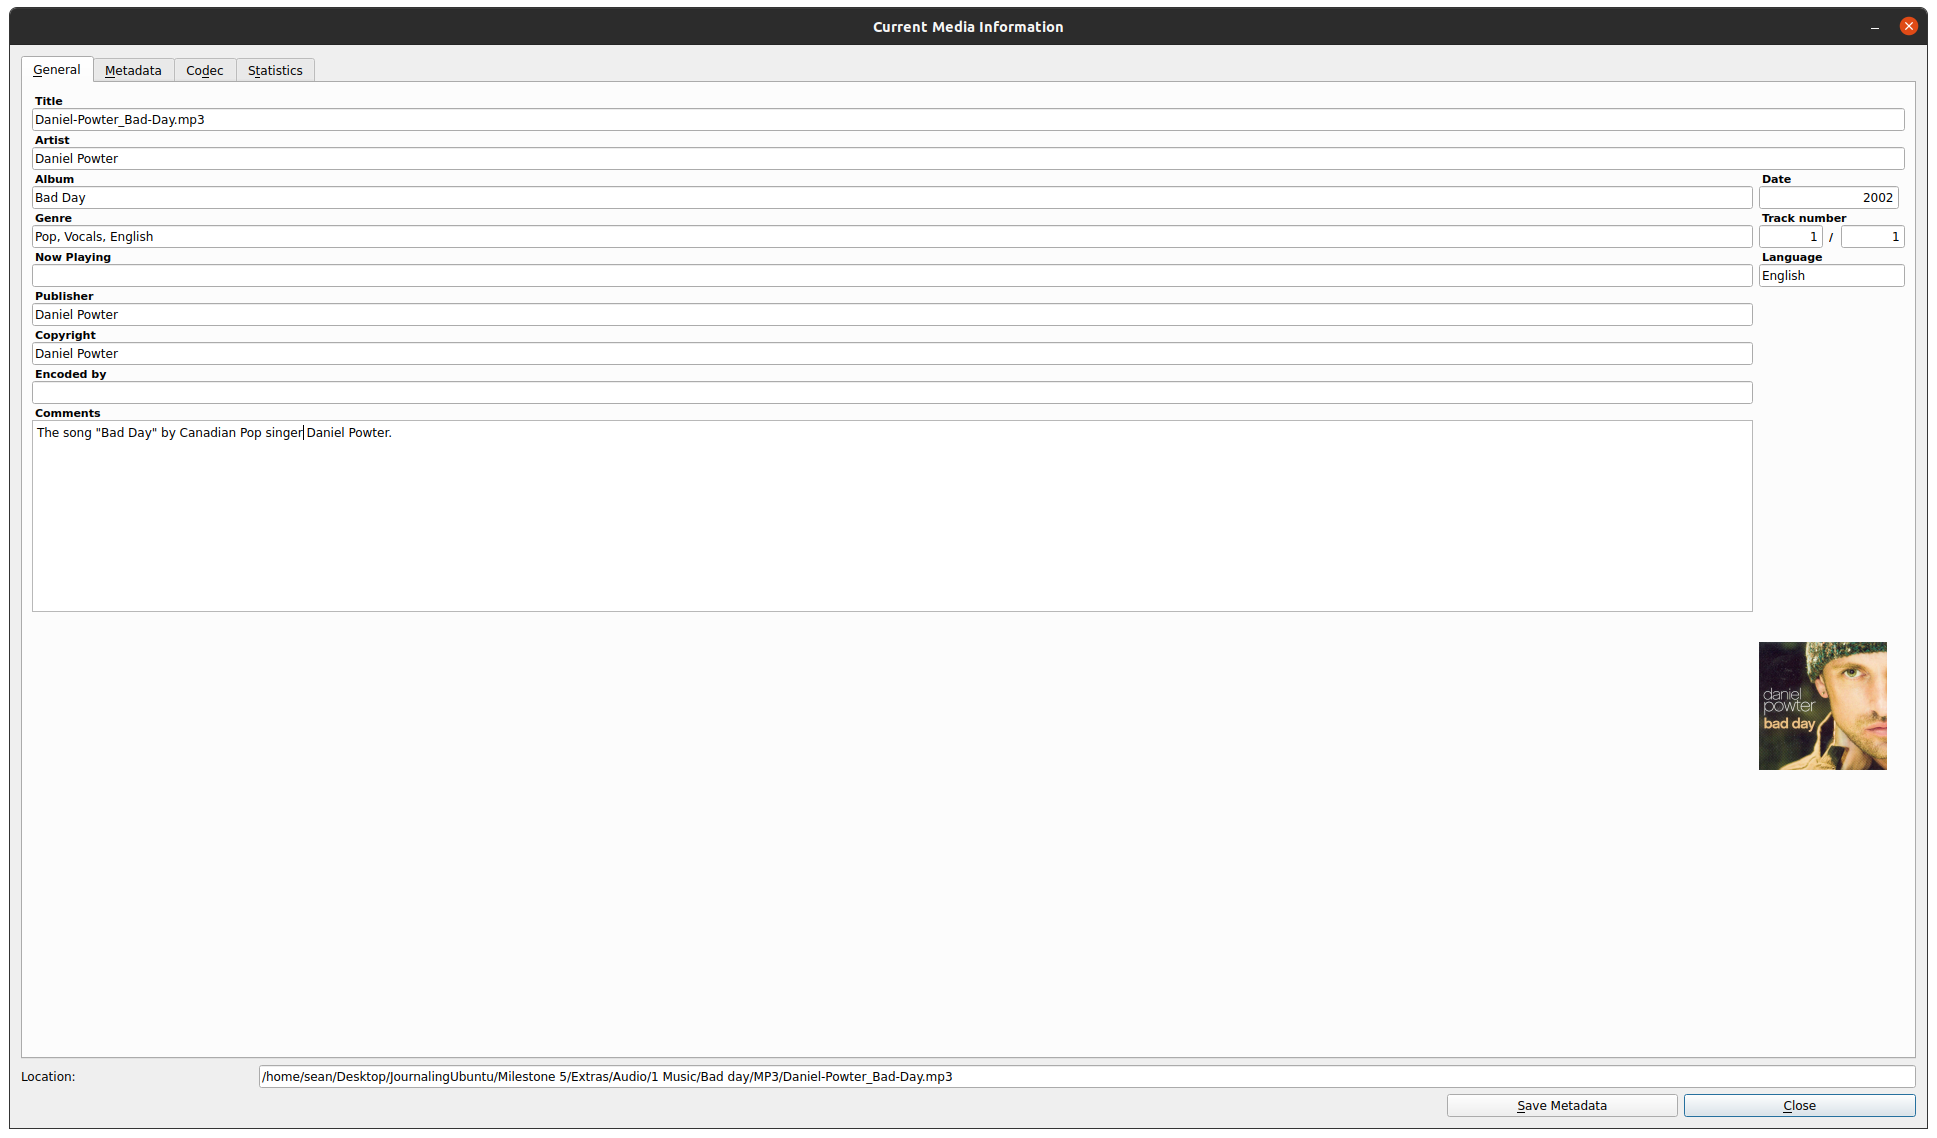 Current Media Information
General Metadata Codec Statistics
Title
Daniel-Powter_Bad-Day.mp3
Artist
Daniel Powter
Album Date
Bad Day 2002
Genre Track number
Pop, Vocals, English 1 / 1
Now Playing Language
English
Publisher
Daniel Powter
Copyright
Daniel Powter
Encoded by
Comments
The song "Bad Day" by Canadian Pop singer Daniel Powter.
daniel
powter
bad day
Location: /home/sean/Desktop/JournalingUbuntu/Milestone 5/Extras/Audio/1 Music/Bad day/MP3/Daniel-Powter_Bad-Day.mp3
Save Metadata Close